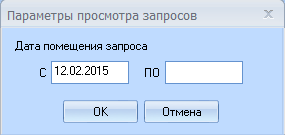 Параметры просмотра запросов
Дата помещения запроса
С 12.02.2015 ПО
OK Отмена